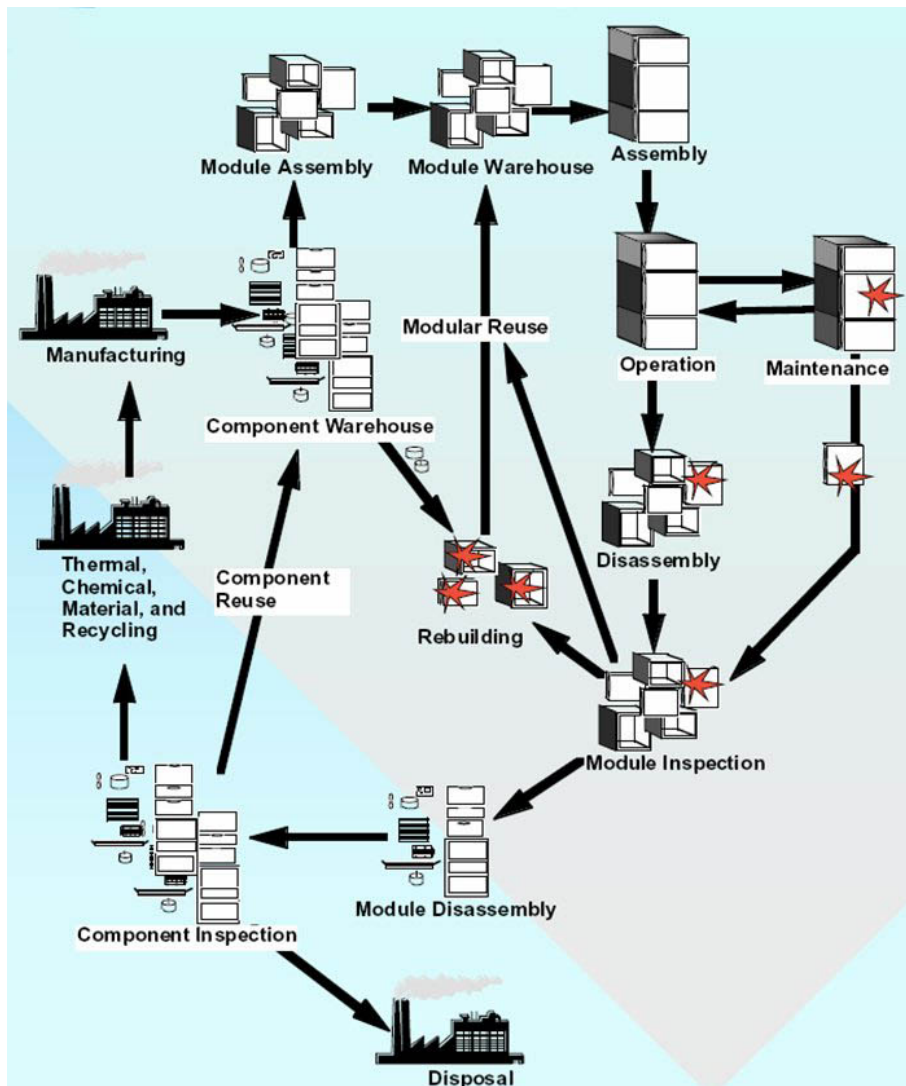 Module Assembly
Module Warehouse
Assembly
Manufacturing
Modular Reuse
Operation
Maintenance
Component Warehouse
Disassembly
Thermal,
Chemical,
Material, and
Recycling
Component
Reuse
Rebuilding
Module Inspection
Module Disassembly
Component Inspection
Disposal